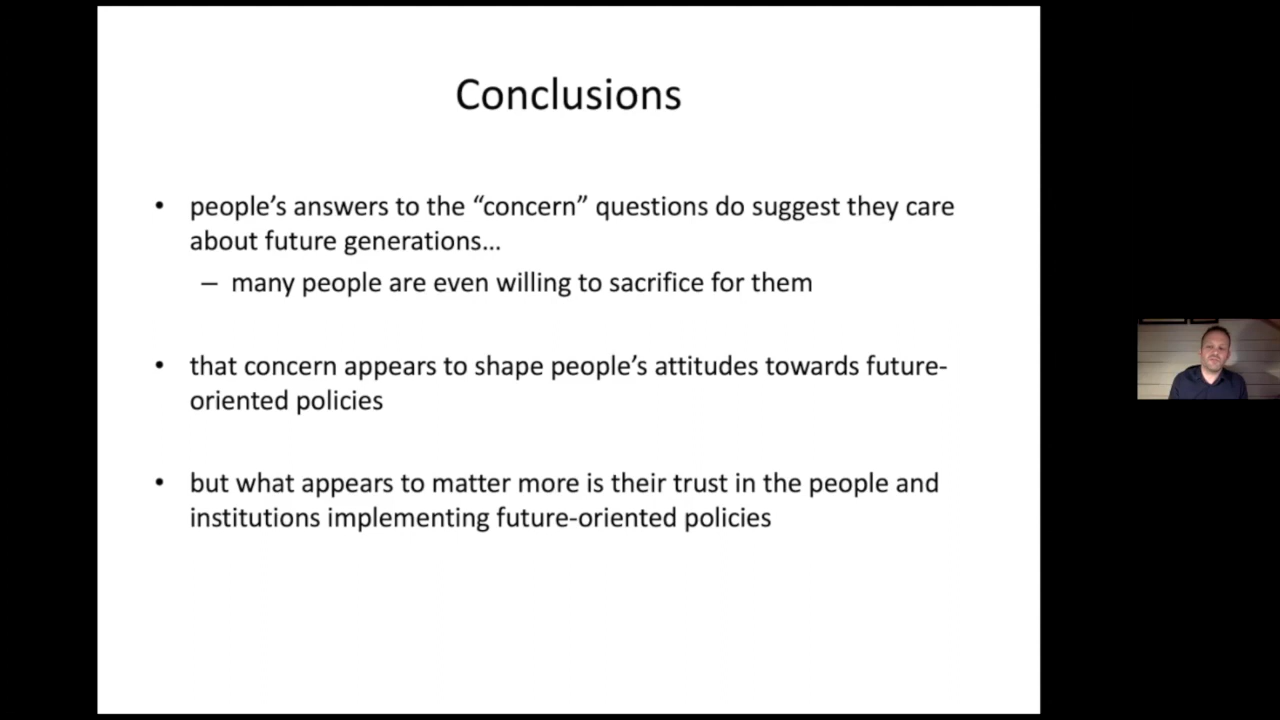 Conclusions
• people’s answers to the “concern” questions do suggest they care
about future generations…
– many people are even willing to sacrifice for them
• that concern appears to shape people’s attitudes towards future-
oriented policies
• but what appears to matter more is their trust in the people and
institutions implementing future-oriented policies